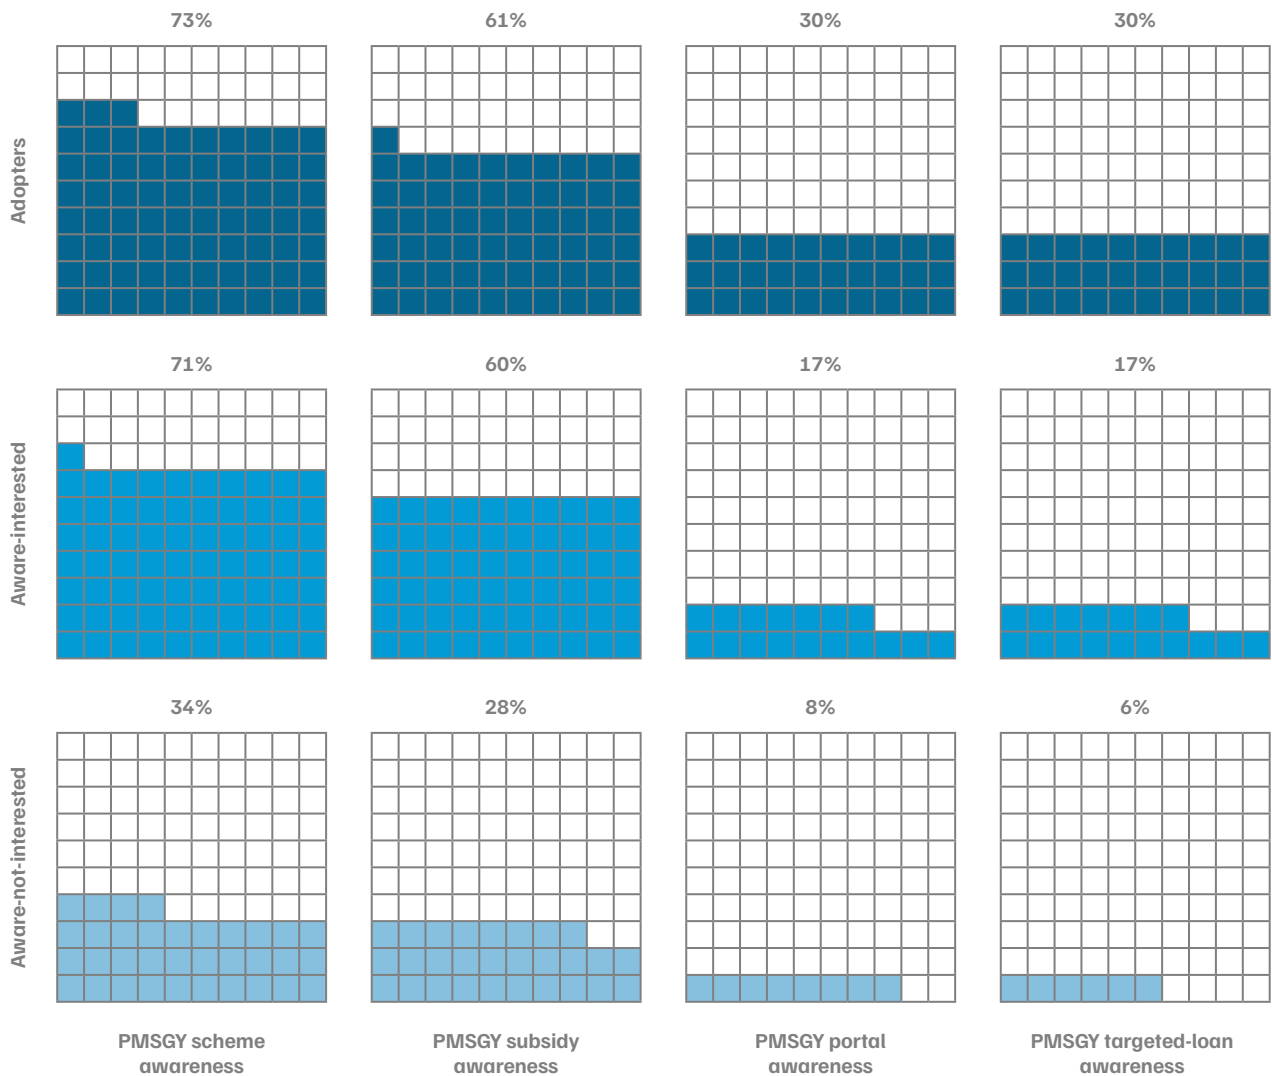 73%
61%
30%
30%
Adopters
71%
60%
17%
17%
Aware-interested
34%
28%
8%
6%
Aware-not-interested
PMSGY scheme
awareness
PMSGY subsidy
awareness
PMSGY portal
awareness
PMSGY targeted-loan
awareness